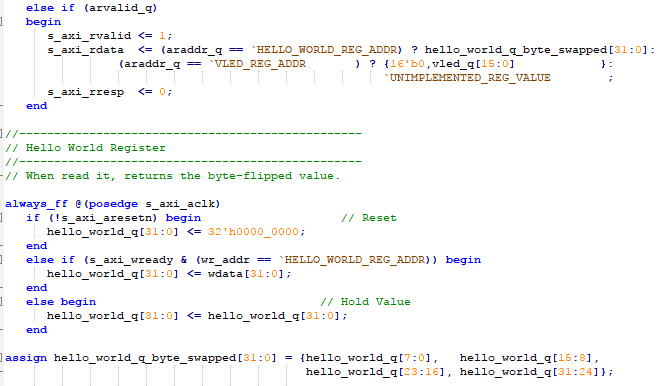 else if (arvalid_q)
begin
s_axi_rvalid <= 1;
s_axi_rdata <= (araddr_q == `HELLO_WORLD_REG_ADDR) ? hello_world_q_byte_swapped[31:0]:
(araddr_q == `VLED_REG_ADDR ) ? {16'b0,vled_q[15:0] }:
`UNIMPLEMENTED_REG_VALUE ;
s_axi_rresp <= 0;
end
//-------------------------------------------------
// Hello World Register
//-------------------------------------------------
// When read it, returns the byte-flipped value.
always_ff @(posedge s_axi_aclk)
if (!s_axi_aresetn) begin // Reset
hello_world_q[31:0] <= 32'h0000_0000;
end
else if (s_axi_wready & (wr_addr == `HELLO_WORLD_REG_ADDR)) begin
hello_world_q[31:0] <= wdata[31:0];
end
else begin // Hold Value
hello_world_q[31:0] <= hello_world_q[31:0];
end
assign hello_world_q_byte_swapped[31:0] = {hello_world_q[7:0], hello_world_q[15:8],
hello_world_q[23:16], hello_world_q[31:24]};